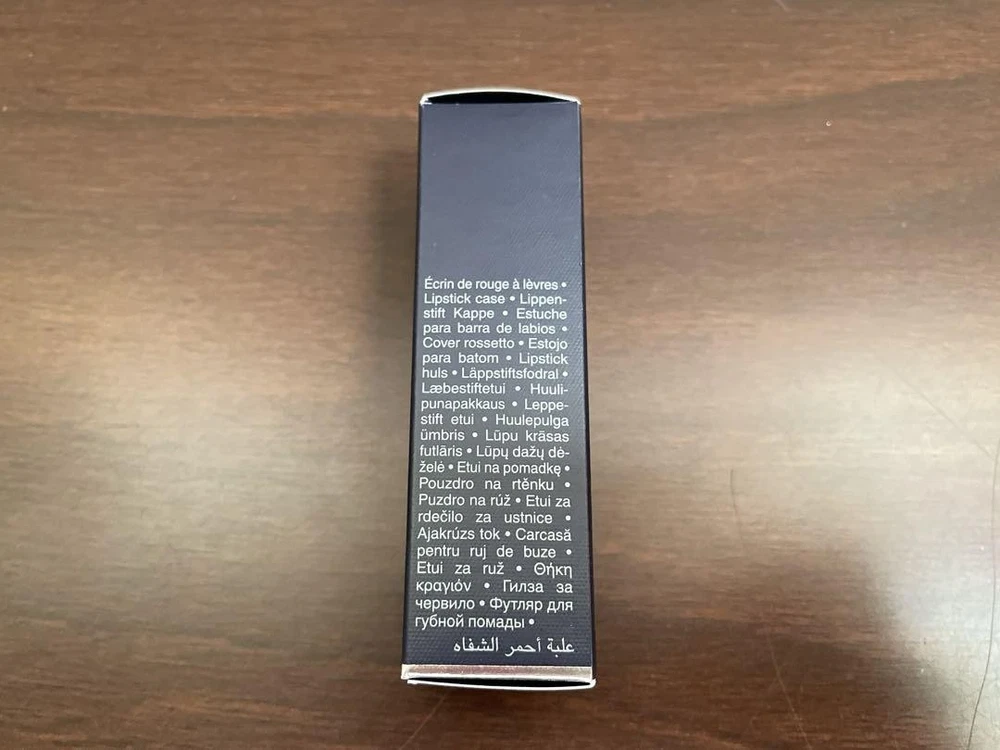 Écrin de rouge à lèvres •
Lipstick case • Lippen-
stift Kappe • Estuche
para barra de labios •
Cover rossetto • Estojo
para batom • Lipstick
huls • Läppstiftsfodral •
Læbestiftetui • Huuli-
punapakkaus • Leppe-
stift etui • Huulepulga
ümbris • Lūpu krāsas
futlāris • Lūpų dažų dė-
želė • Etui na pomadkę •
Pouzdro na rtěnku •
Puzdro na rúž • Etui za
rdečilo za ustnice •
Ajakrúzs tok • Carcasă
pentru ruj de buze •
Etui za ruž • Θήκη
κραγιόν • Гилза за
червило • Футляр для
губной помады •
علبة أحمر الشفاه